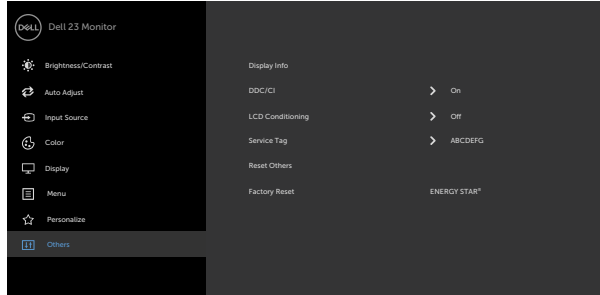 DELL Dell 23 Monitor
Brightness/Contrast
Auto Adjust
Input Source
Color
Display
Menu
Personalize
Others
Display Info
DDC/CI On
LCD Conditioning Off
Service Tag ABCDEFG
Reset Others
Factory Reset ENERGY STAR®